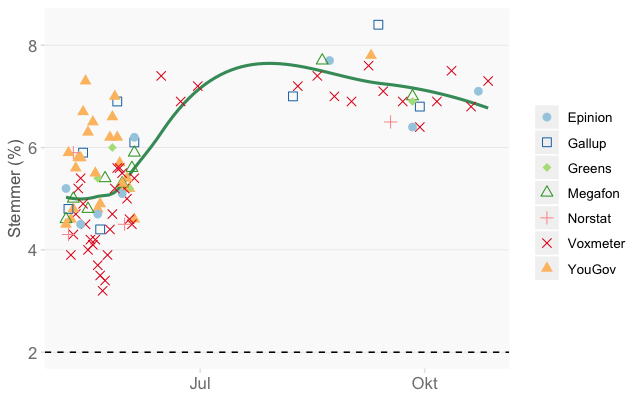 8
6
4
2
Stemmer (%)
Jul
Okt
Epinion
Gallup
Greens
Megafon
Norstat
Voxmeter
YouGov